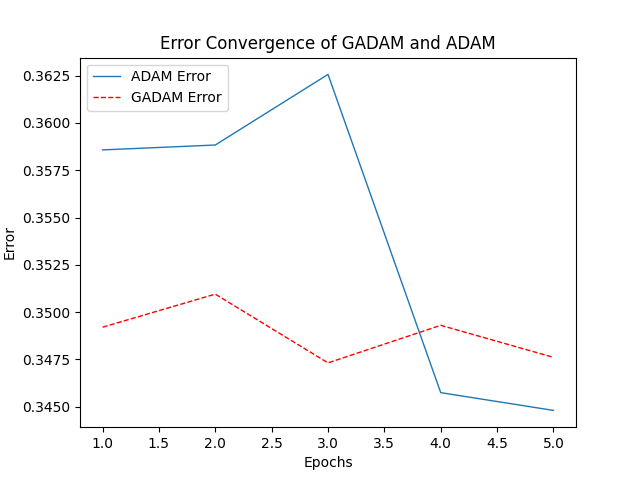 Error Convergence of GADAM and ADAM
ADAM Error
GADAM Error
0.3625
0.3600
0.3575
0.3550
0.3525
0.3500
0.3475
0.3450
Error
1.0 1.5 2.0 2.5 3.0 3.5 4.0 4.5 5.0
Epochs